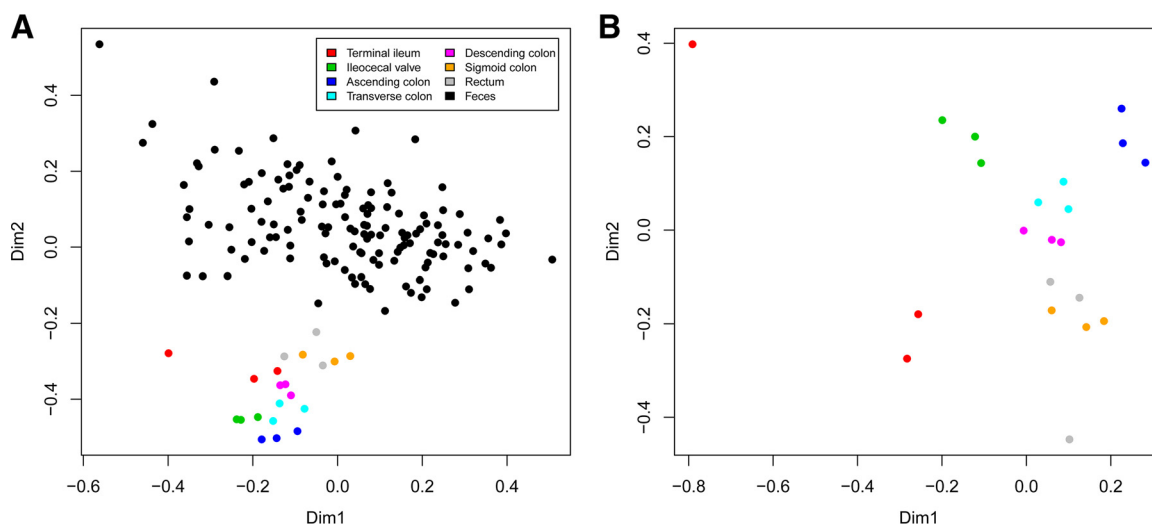 A
B
Terminal ileum
Ileocecal valve
Ascending colon
Transverse colon
Descending colon
Sigmoid colon
Rectum
Feces
Dim2
0.4
0.2
0.0
−0.2
−0.4
−0.6 −0.4 −0.2 0.0 0.2 0.4
Dim1
Dim2
0.4
0.2
0.0
−0.2
−0.4
−0.8 −0.6 −0.4 −0.2 0.0 0.2
Dim1